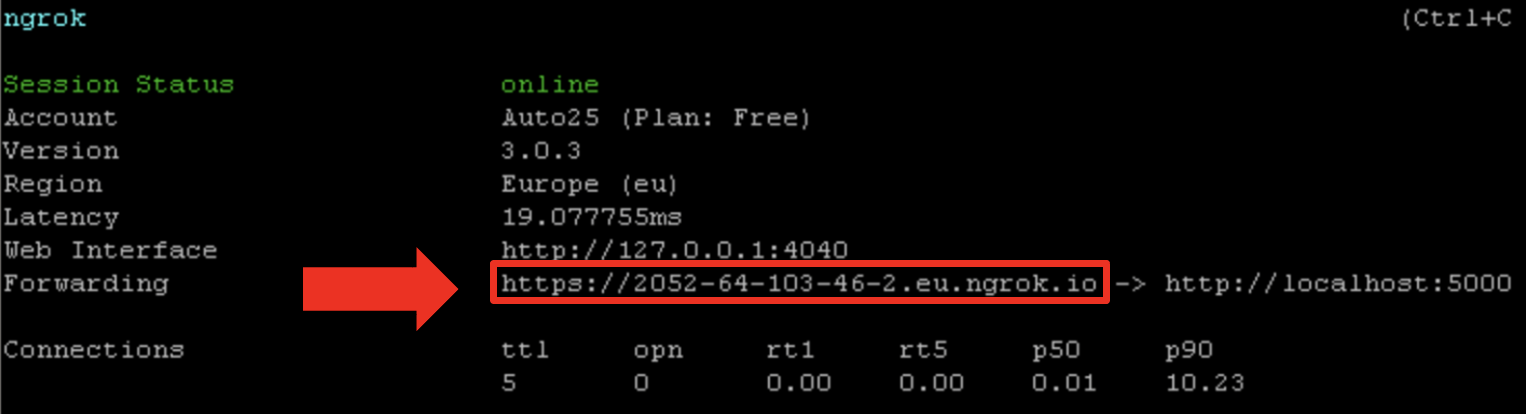 ngrok (Ctrl+C
Session Status online
Account Auto25 (Plan: Free)
Version 3.0.3
Region Europe (eu)
Latency 19.077755ms
Web Interface http://127.0.0.1:4040
Forwarding https://2052-64-103-46-2.eu.ngrok.io -> http://localhost:5000
Connections ttl opn rt1 rt5 p50 p90
5 0 0.00 0.00 0.01 10.23